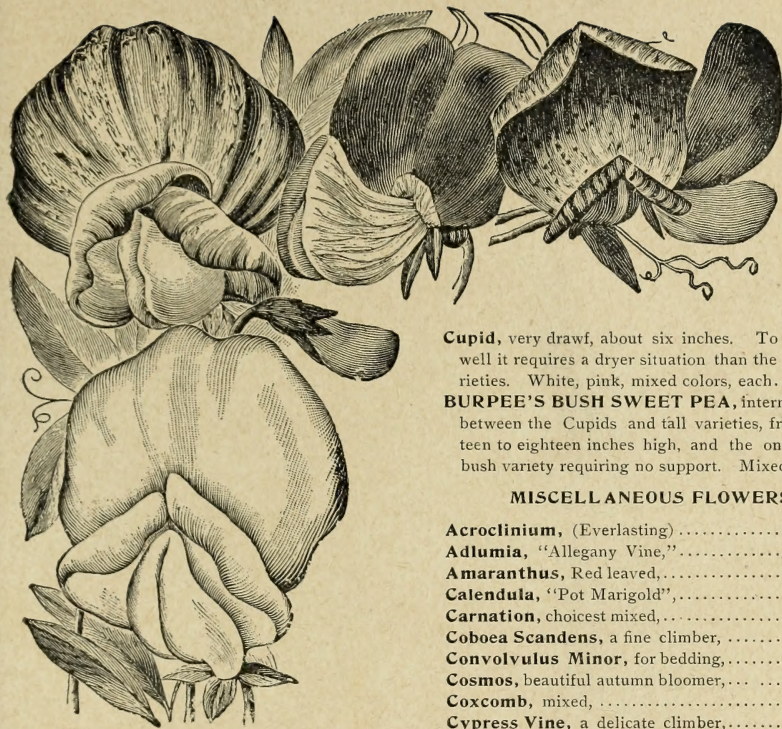 Cupid, very drawf, about six inches. To
well it requires a dryer situation than the
rieties. White, pink, mixed colors, each.
BURPEE'S BUSH SWEET PEA, intern
between the Cupids and tall varieties, fr
teen to eighteen inches high, and the on
bush variety requiring no support. Mixed
MISCELLANEOUS FLOWERS
Acroclinium, (Everlasting)..............
Adlumia, "Allegany Vine,"..............
Amaranthus, Red leaved,..............
Calendula, "Pot Marigold",..............
Carnation, choicest mixed,..............
Coboea Scandens, a fine climber, ........
Convolvulus Minor, for bedding,........
Cosmos, beautiful autumn bloomer,... ...
Coxcomb, mixed, ....................
Cypress Vine, a delicate climber,........